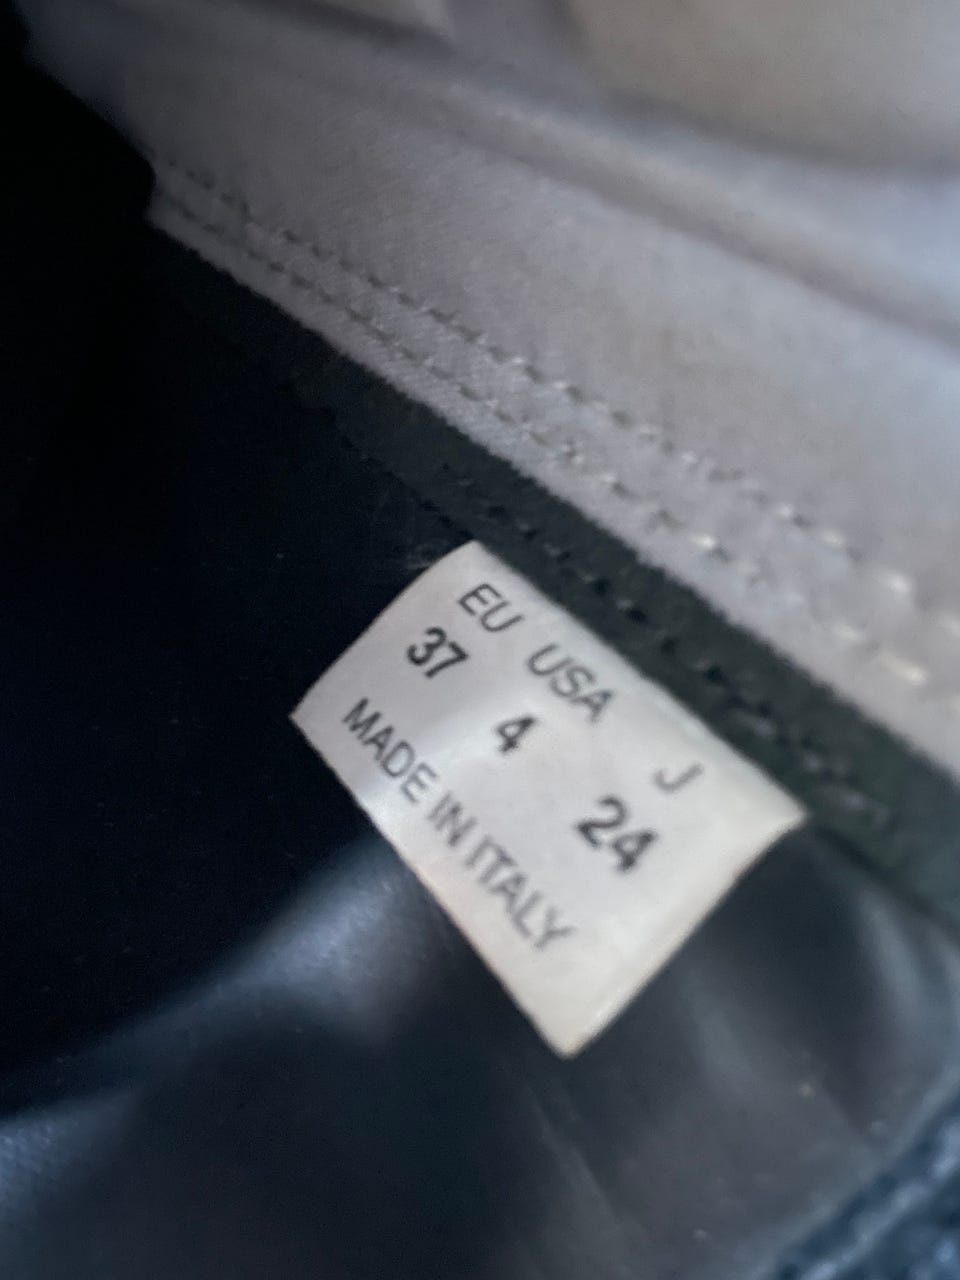 EU USA J
37 4 24
MADE IN ITALY